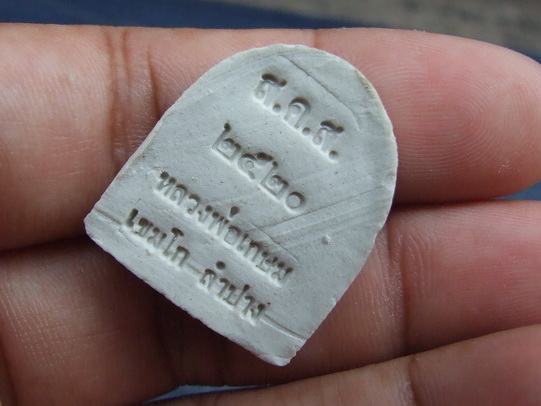 ส.ค.ส.
๒๕๒๐
หลวงพ่อเกษม
เขมโก ลำปาง